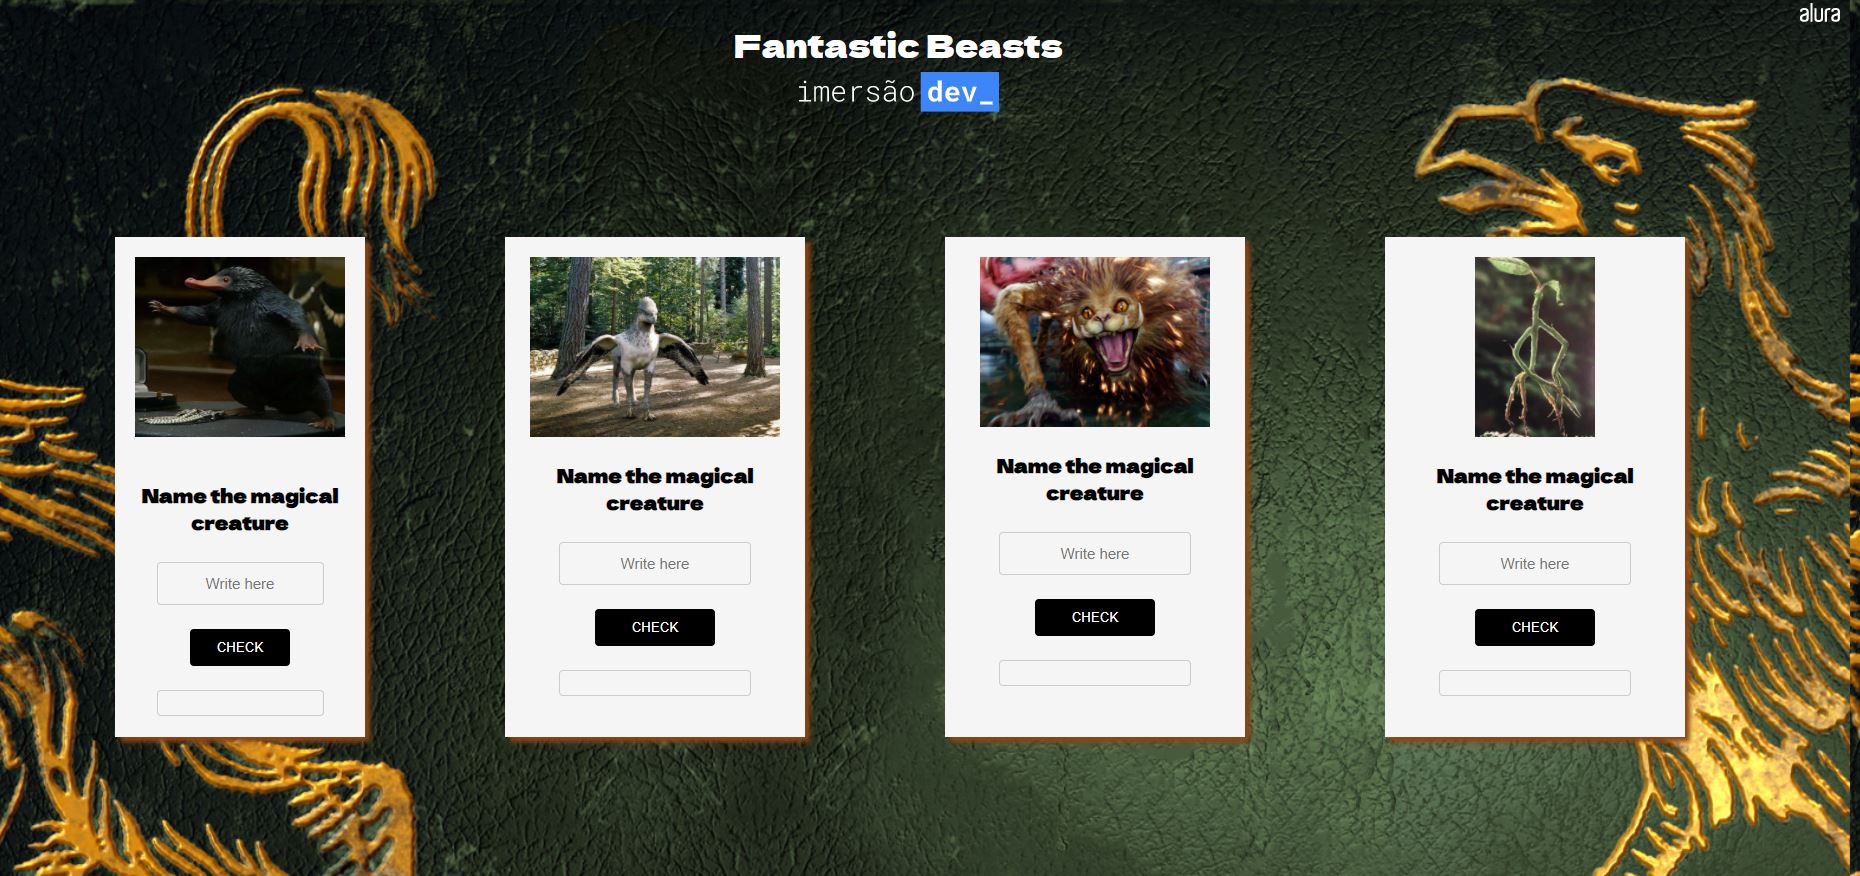 alura
Fantastic Beasts
imersão dev_
Name the magical
creature
Write here
CHECK
Name the magical
creature
Write here
CHECK
Name the magical
creature
Write here
CHECK
Name the magical
creature
Write here
CHECK